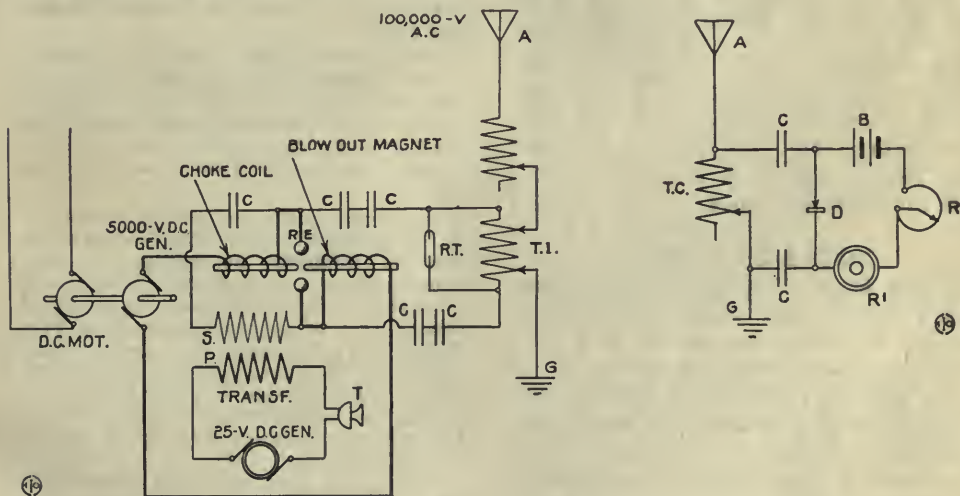 100,000-V
A.C
A
BLOW OUT MAGNET
CHOKE COIL
C
C
C
5000-V. D.C.
GEN.
R
E
R.T.
T.I.
D.C. MOT.
S.
C
C
P.
TRANSF.
T
G
25-V. D.C GEN.
A
C
B
T.C.
D
R
C
R'
G